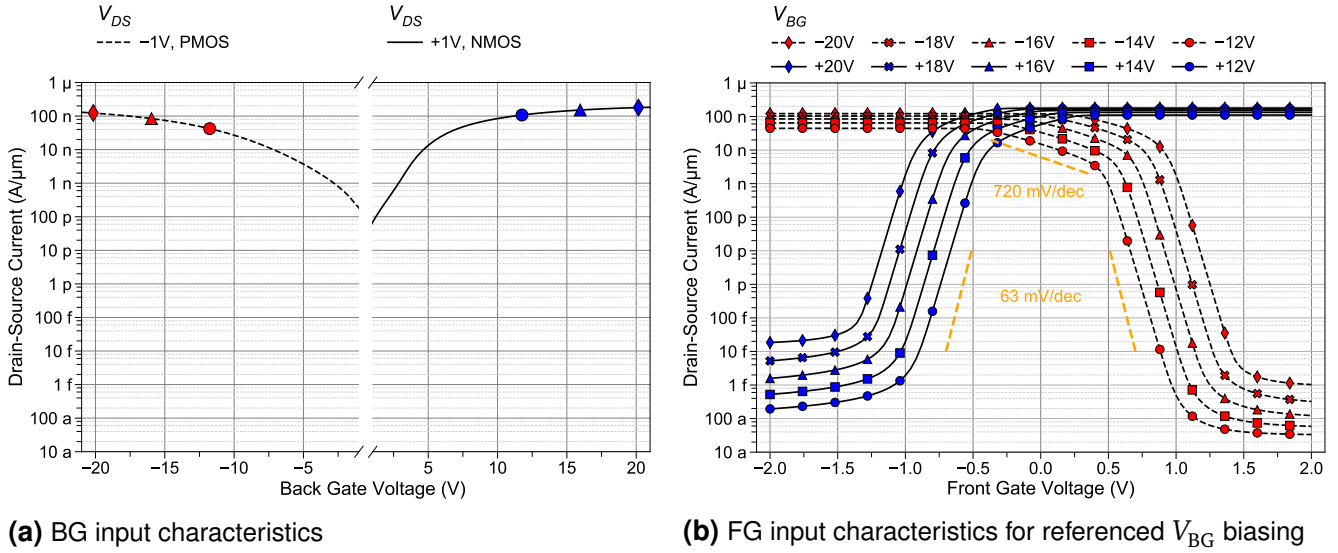 V_DS
−1V, PMOS
V_DS
+1V, NMOS
1 µ
100 n
10 n
1 n
100 p
10 p
1 p
100 f
10 f
1 f
100 a
10 a
Drain-Source Current (A/µm)
−20 −15 −10 −5 5 10 15 20
Back Gate Voltage (V)
(a) BG input characteristics
V_BG
−20V −18V −16V −14V −12V
+20V +18V +16V +14V +12V
1 µ
100 n
10 n
1 n
100 p
10 p
1 p
100 f
10 f
1 f
100 a
10 a
Drain-Source Current (A/µm)
720 mV/dec
63 mV/dec
−2.0 −1.5 −1.0 −0.5 0.0 0.5 1.0 1.5 2.0
Front Gate Voltage (V)
(b) FG input characteristics for referenced V_BG biasing